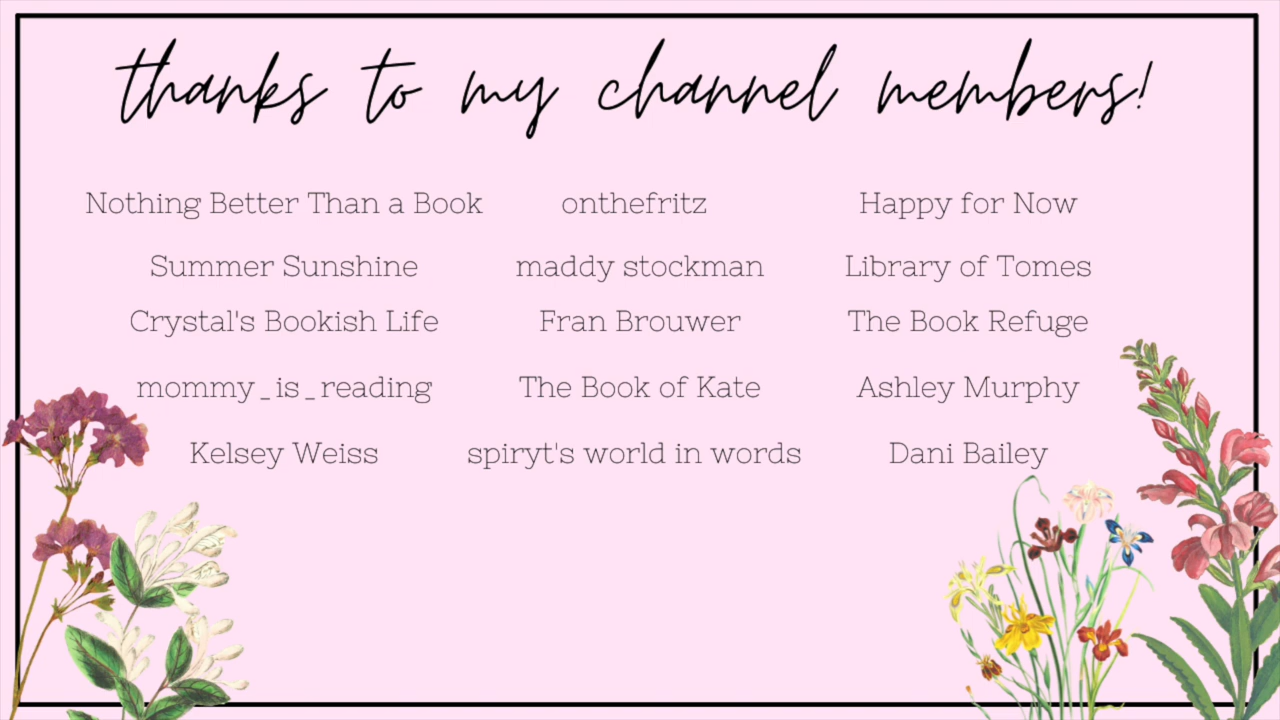 thanks to my channel members!
Nothing Better Than a Book
onthefritz
Happy for Now
Summer Sunshine
maddy stockman
Library of Tomes
Crystal's Bookish Life
Fran Brouwer
The Book Refuge
mommy_is_reading
The Book of Kate
Ashley Murphy
Kelsey Weiss
spiryt's world in words
Dani Bailey